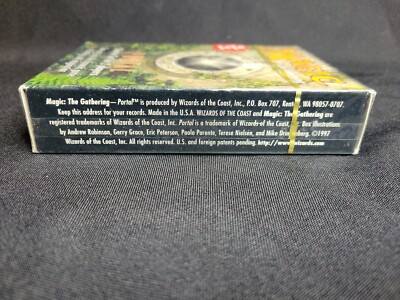 Magic: The Gathering—Portal™ is produced by Wizards of the Coast, Inc., P.O. Box 707, Renton, WA 98057-0707.
Keep this address for your records. Made in the U.S.A. WIZARDS OF THE COAST and Magic: The Gathering are
registered trademarks of Wizards of the Coast, Inc. Portal is a trademark of Wizards of the Coast, Inc. Box illustrations
by Andrew Robinson, Gerry Grace, Eric Peterson, Paolo Parente, Terese Nielsen, and Mike Dringenberg. ©1997
Wizards of the Coast, Inc. All rights reserved. U.S. and foreign patents pending. http://www.wizards.com